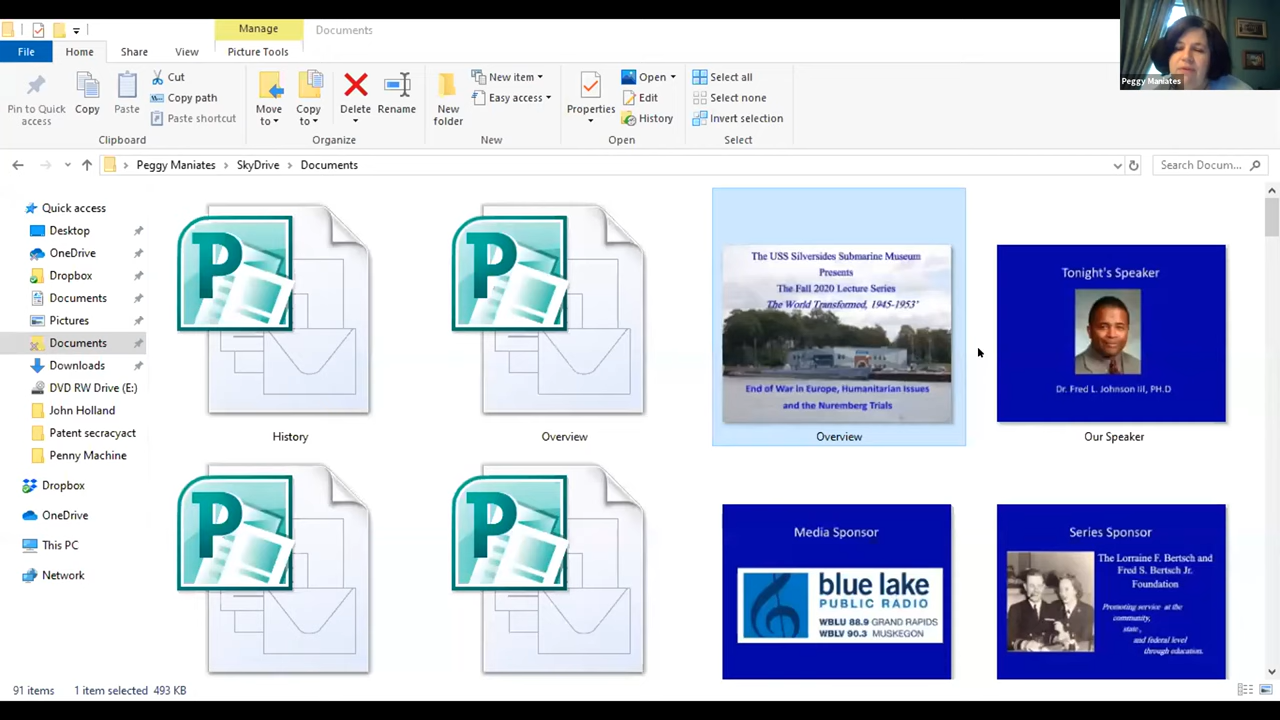 Manage
Documents
File
Home
Share
View
Picture Tools
Peggy Maniates
Pin to Quick
access
Copy
Paste
Cut
Copy path
Paste shortcut
Clipboard
Move
to
Copy
to
Delete
Rename
Organize
New
folder
New item
Easy access
New
Properties
Open
Edit
History
Open
Select all
Select none
Invert selection
Select
Peggy Maniates
SkyDrive
Documents
Search Docum...
Quick access
Desktop
OneDrive
Dropbox
Documents
Pictures
Documents
Downloads
DVD RW Drive (E:)
John Holland
Patent secracyact
Penny Machine
Dropbox
OneDrive
This PC
Network
P
History
P
Overview
The USS Silversides Submarine Museum
Presents
The Fall 2020 Lecture Series
'The World Transformed, 1945-1953'
End of War in Europe, Humanitarian Issues
and the Nuremberg Trials
Overview
Tonight's Speaker
Dr. Fred L. Johnson III, PH.D
Our Speaker
P
P
Media Sponsor
blue lake
PUBLIC RADIO
WBLU 88.9 GRAND RAPIDS
WBLV 90.3 MUSKEGON
Series Sponsor
The Lorraine F. Bertsch and
Fred S. Bertsch Jr.
Foundation
Promoting service at the
community,
state,
and federal level
through education.
91 items
1 item selected 493 KB